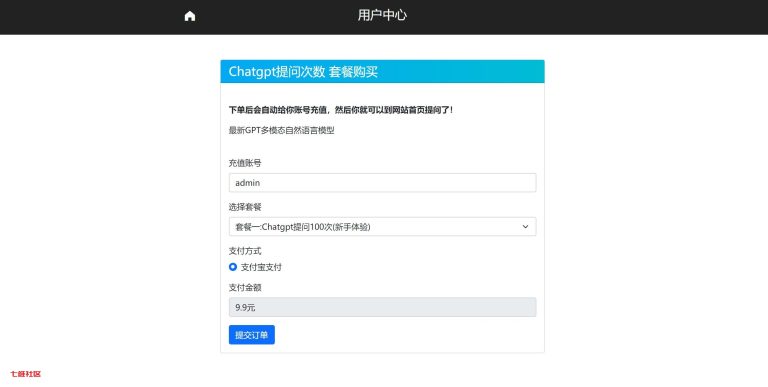 用户中心
Chatgpt提问次数 套餐购买
下单后会自动给你账号充值，然后你就可以到网站首页提问了！
最新GPT多模态自然语言模型
充值账号
admin
选择套餐
套餐一:Chatgpt提问100次(新手体验)
支付方式
支付宝支付
支付金额
9.9元
提交订单
七班社区